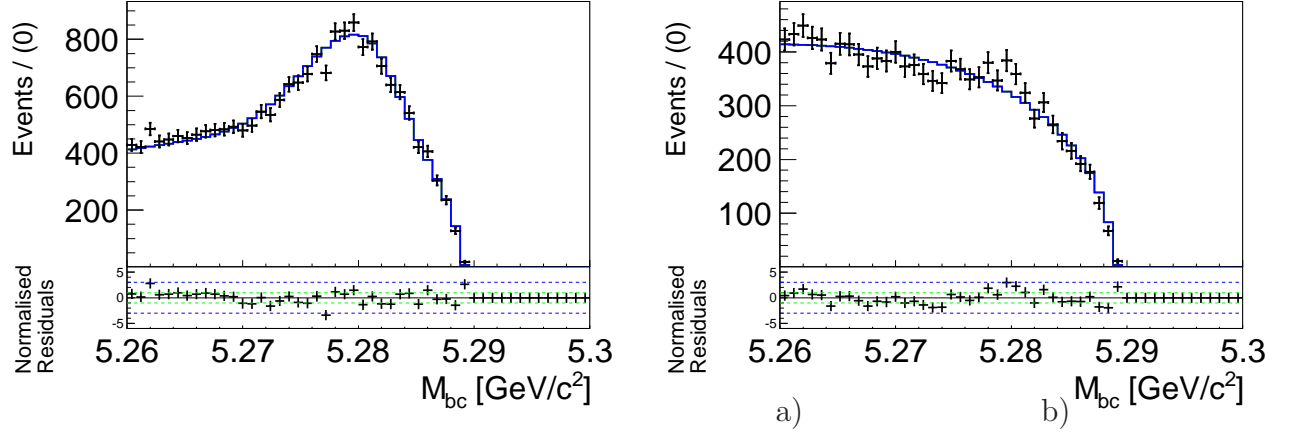 Events / (0)
800
600
400
200
Normalised
Residuals
5
0
-5
5.26 5.27 5.28 5.29 5.3
M_bc [GeV/c²]
Events / (0)
400
300
200
100
Normalised
Residuals
5
0
-5
5.26 5.27 5.28 5.29 5.3
M_bc [GeV/c²]
a) b)